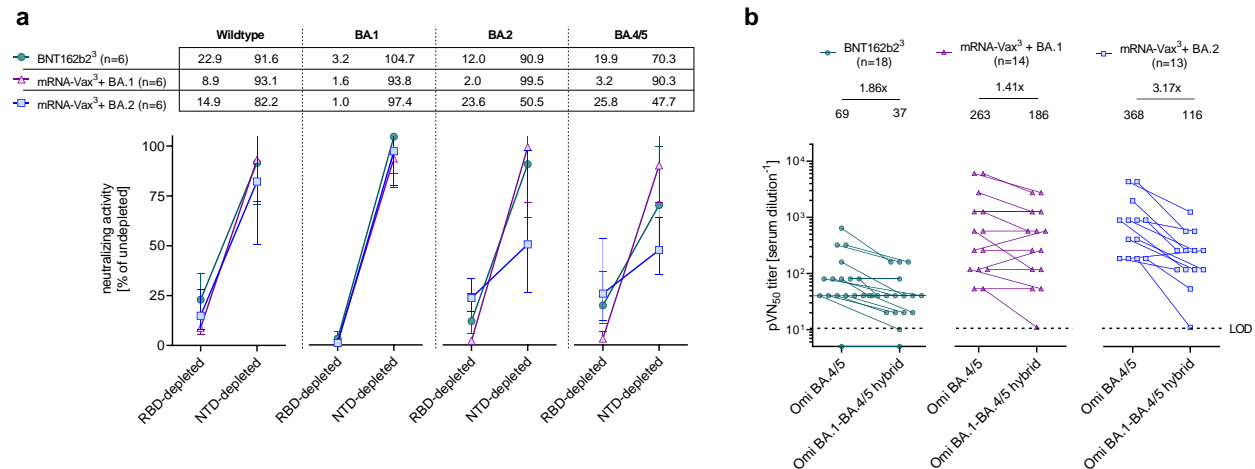 a
Wildtype BA.1 BA.2 BA.4/5
BNT162b2³ (n=6) 22.9 91.6 3.2 104.7 12.0 90.9 19.9 70.3
mRNA-Vax³ + BA.1 (n=6) 8.9 93.1 1.6 93.8 2.0 99.5 3.2 90.3
mRNA-Vax³ + BA.2 (n=6) 14.9 82.2 1.0 97.4 23.6 50.5 25.8 47.7
neutralizing activity
[% of undepleted]
100
75
50
25
0
RBD-depleted NTD-depleted RBD-depleted NTD-depleted RBD-depleted NTD-depleted RBD-depleted NTD-depleted
b
BNT162b2³ mRNA-Vax³ + BA.1 mRNA-Vax³+ BA.2
(n=18) (n=14) (n=13)
1.86x 1.41x 3.17x
69 37 263 186 368 116
pVN₅₀ titer [serum dilution⁻¹]
10⁴
10³
10²
10¹
LOD
Omi BA.4/5 Omi BA.1-BA.4/5 hybrid Omi BA.4/5 Omi BA.1-BA.4/5 hybrid Omi BA.4/5 Omi BA.1-BA.4/5 hybrid